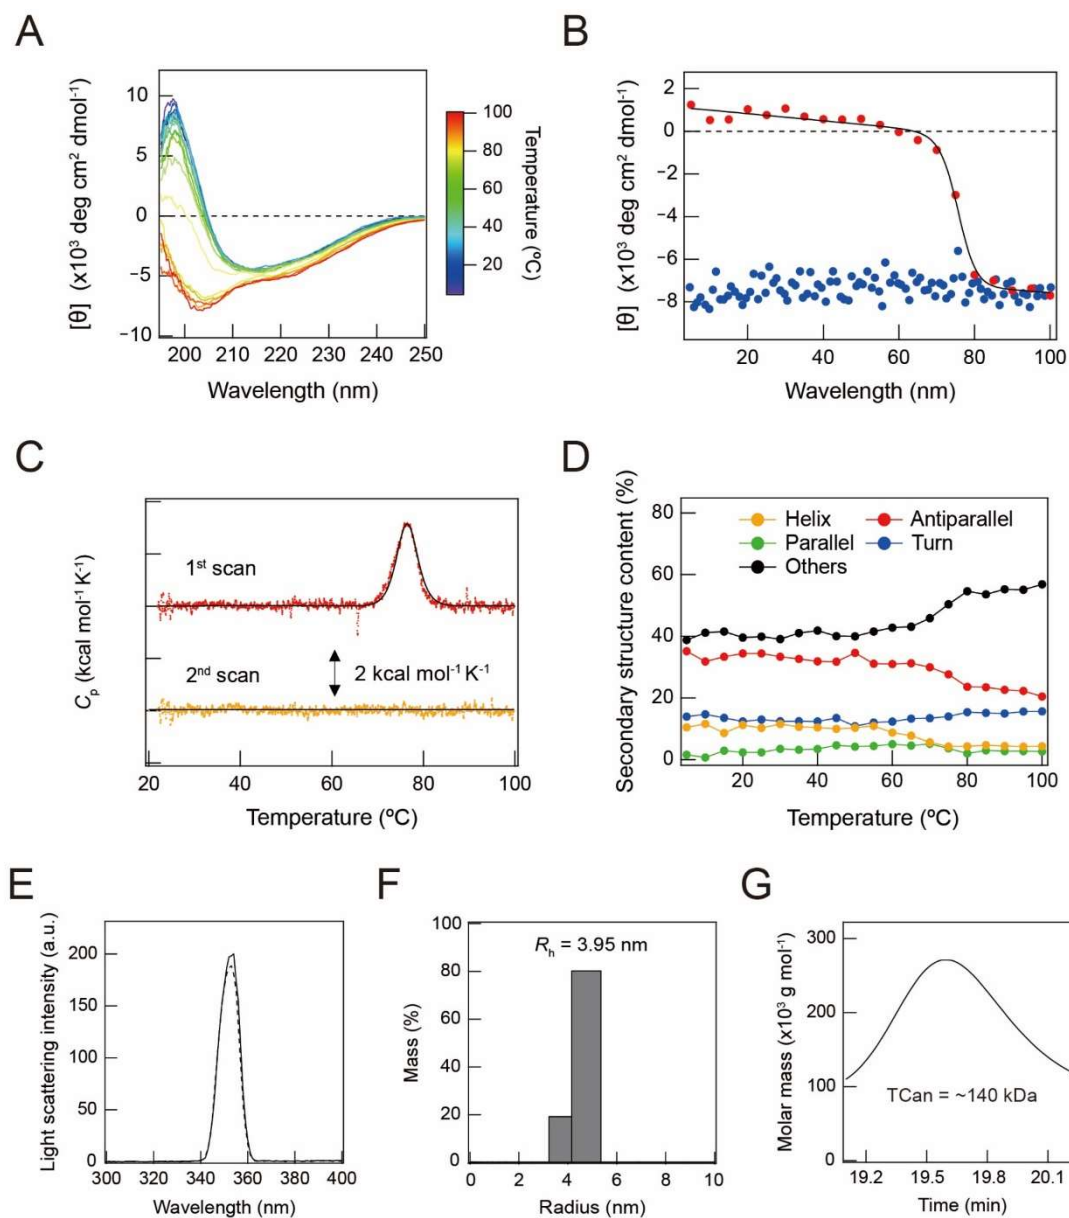 A
[θ] (x10³ deg cm² dmol⁻¹)
10
5
0
−5
−10
200 210 220 230 240 250
Wavelength (nm)
100
80
60
40
20
Temperature (ºC)
B
[θ] (x10³ deg cm² dmol⁻¹)
2
0
−2
−4
−6
−8
20 40 60 80 100
Wavelength (nm)
C
Cp (kcal mol⁻¹ K⁻¹)
1st scan
2nd scan
2 kcal mol⁻¹ K⁻¹
20 40 60 80 100
Temperature (ºC)
D
Secondary structure content (%)
80
60
40
20
0
Helix Antiparallel
Parallel Turn
Others
20 40 60 80 100
Temperature (ºC)
E
Light scattering intensity (a.u.)
200
150
100
50
0
300 320 340 360 380 400
Wavelength (nm)
F
Mass (%)
100
80
60
40
20
0
Rh = 3.95 nm
0 2 4 6 8 10
Radius (nm)
G
Molar mass (x10³ g mol⁻¹)
300
200
100
0
TCan = ~140 kDa
19.2 19.5 19.8 20.1
Time (min)